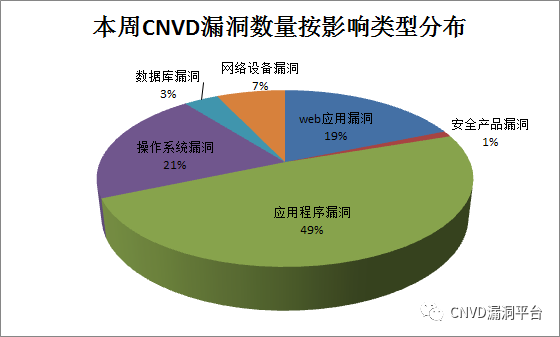 本周CNVD漏洞数量按影响类型分布
网络设备漏洞
7%
数据库漏洞
3%
web应用漏洞
19%
安全产品漏洞
1%
操作系统漏洞
21%
应用程序漏洞
49%
CNVD漏洞平台